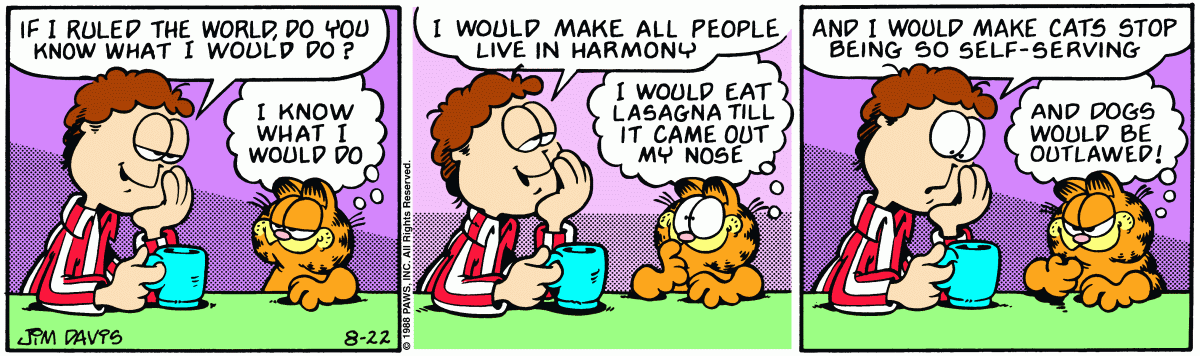 IF I RULED THE WORLD, DO YOU
KNOW WHAT I WOULD DO?
I KNOW
WHAT I
WOULD DO
JIM DAVIS
8-22
© 1988 PAWS, INC. All Rights Reserved.
I WOULD MAKE ALL PEOPLE
LIVE IN HARMONY
I WOULD EAT
LASAGNA TILL
IT CAME OUT
MY NOSE
AND I WOULD MAKE CATS STOP
BEING SO SELF-SERVING
AND DOGS
WOULD BE
OUTLAWED!